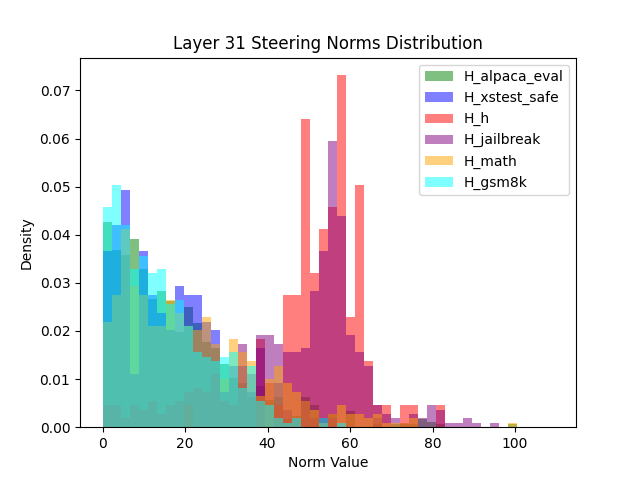 Layer 31 Steering Norms Distribution
H_alpaca_eval
H_xstest_safe
H_h
H_jailbreak
H_math
H_gsm8k
Density
0.07
0.06
0.05
0.04
0.03
0.02
0.01
0.00
0 20 40 60 80 100
Norm Value